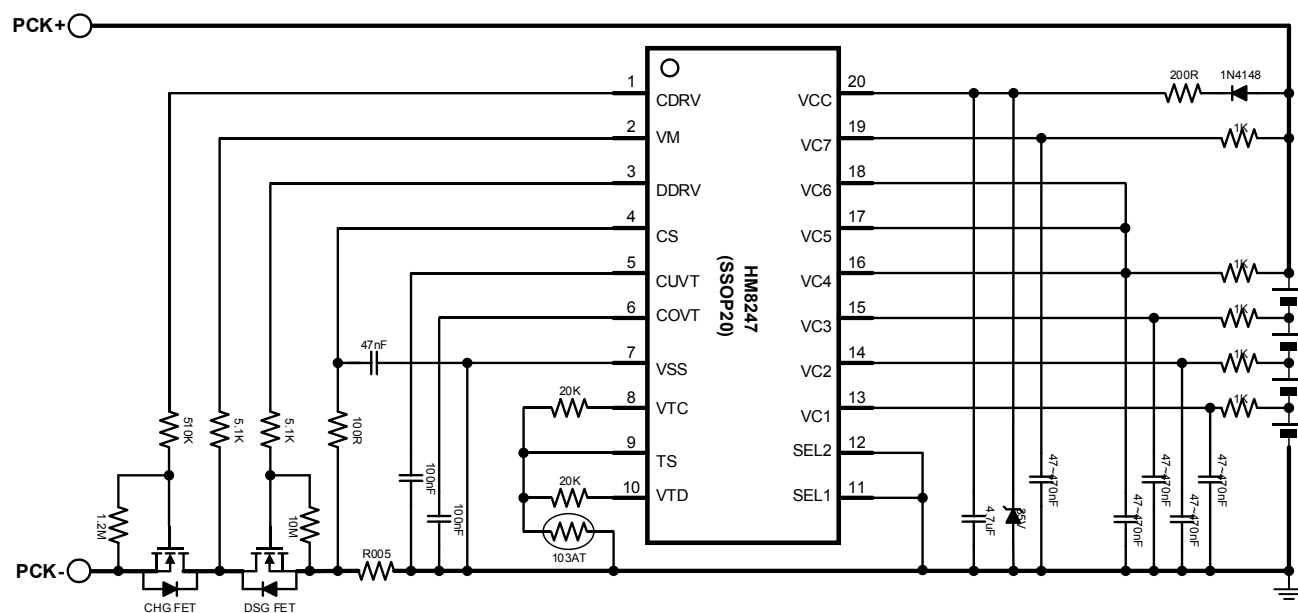 PCK+
1 CDRV VCC 20 200R 1N4148
2 VM VC7 19 1K
3 DDRV VC6 18
4 CS VC5 17
5 CUVT VC4 16 1K
6 COVT VC3 15 1K
HM8247
(SSOP20)
47nF 7 VSS VC2 14 1K
20K 8 VTC VC1 13 1K
510K 5.1K 5.1K 100R
9 TS SEL2 12
20K 10 VTD SEL1 11
100nF 100nF
47~470nF 47~470nF 47~470nF
1.2M 10M
4.7uF 47~470nF 47~470nF
103AT
PCK- R005
CHG FET DSG FET